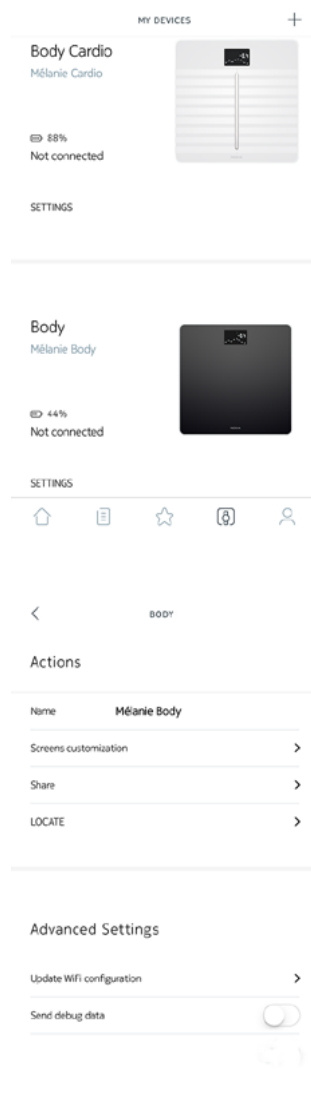 MY DEVICES
Body Cardio
Mélanie Cardio
88%
Not connected
SETTINGS
Body
Mélanie Body
44%
Not connected
SETTINGS
BODY
Actions
Name Mélanie Body
Screens customization
Share
LOCATE
Advanced Settings
Update WiFi configuration
Send debug data